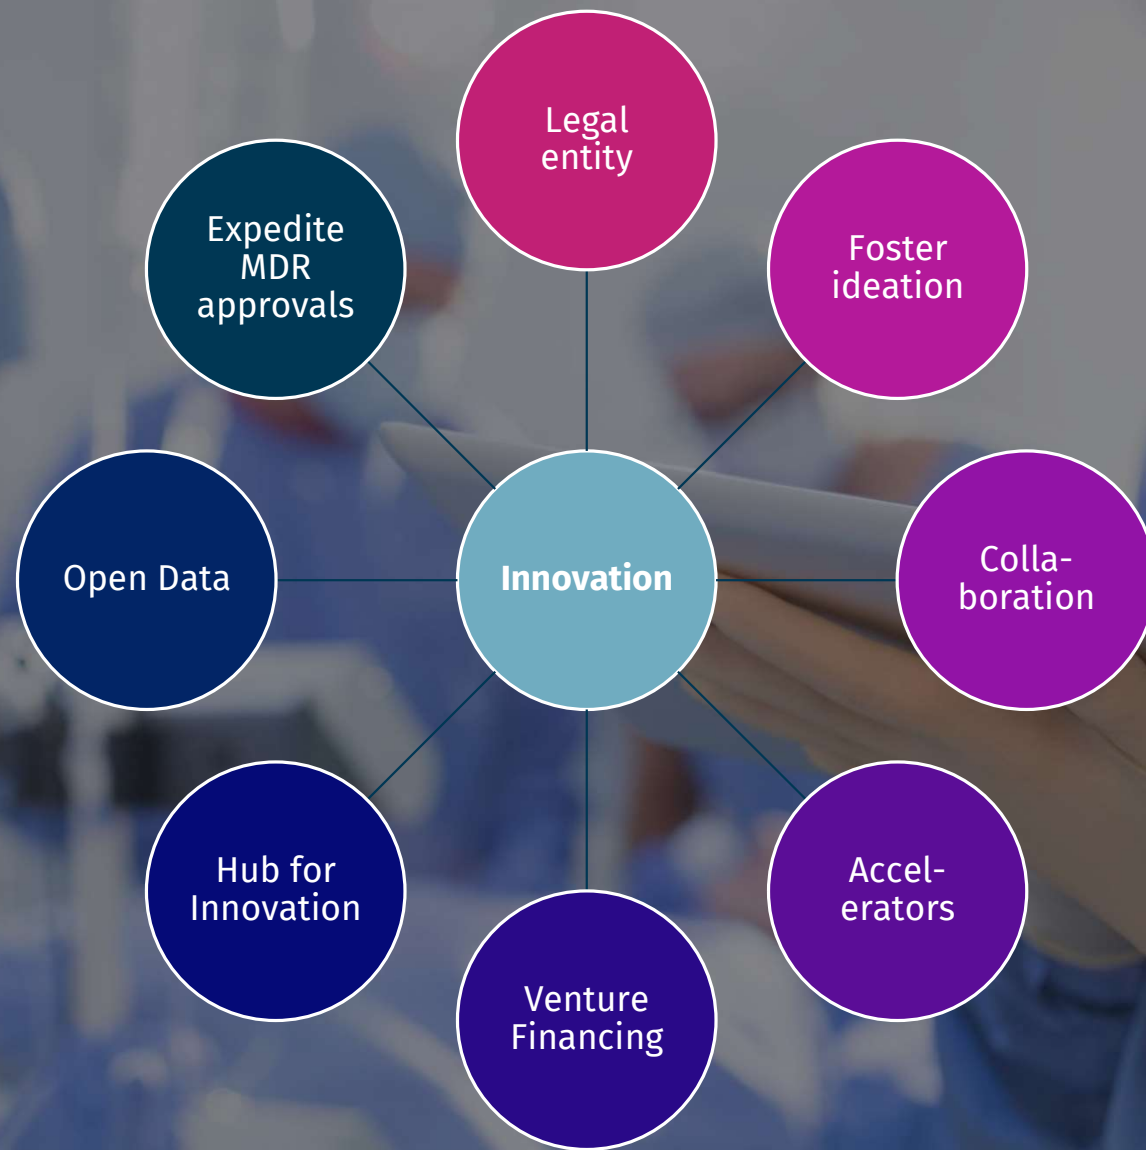 Legal
entity
Foster
ideation
Colla-
boration
Accel-
erators
Venture
Financing
Hub for
Innovation
Open Data
Expedite
MDR
approvals
Innovation